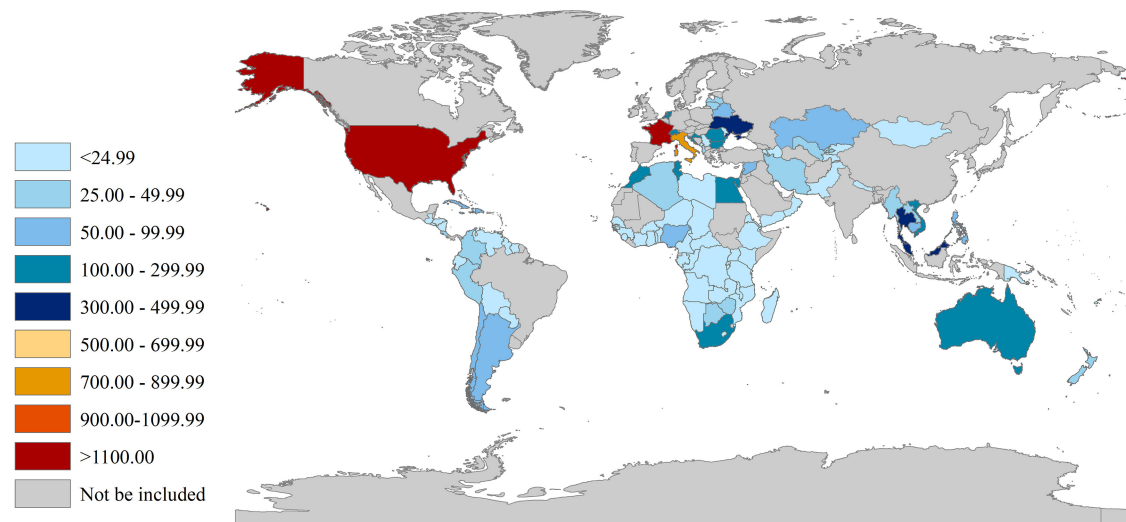 <24.99
25.00 - 49.99
50.00 - 99.99
100.00 - 299.99
300.00 - 499.99
500.00 - 699.99
700.00 - 899.99
900.00-1099.99
>1100.00
Not be included